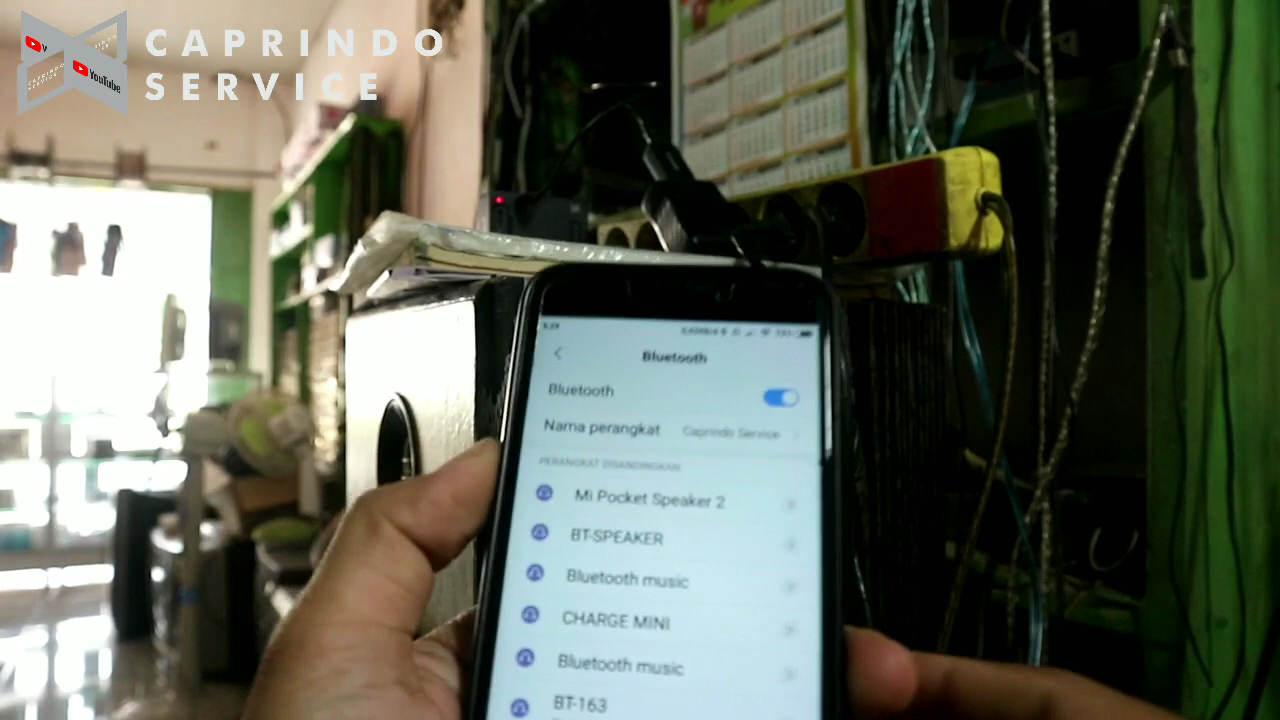 CAPRINDO
SERVICE
YouTube
Bluetooth
Bluetooth
Nama perangkat Caprindo Service
PERANGKAT DISANDINGKAN
Mi Pocket Speaker 2
BT-SPEAKER
Bluetooth music
CHARGE MINI
Bluetooth music
BT-163